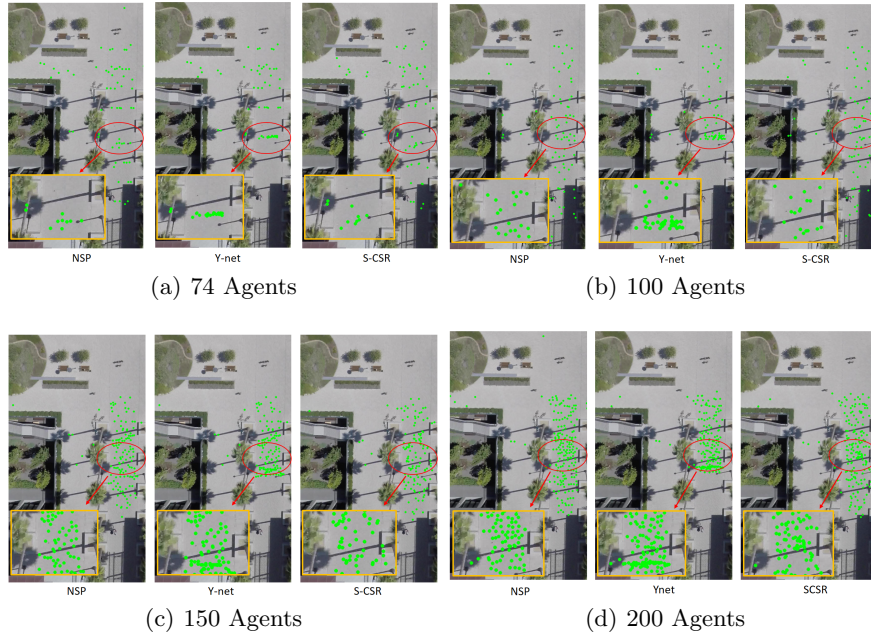 NSP Y-net S-CSR
(a) 74 Agents
NSP Y-net S-CSR
(b) 100 Agents
NSP Y-net S-CSR
(c) 150 Agents
NSP Ynet SCSR
(d) 200 Agents